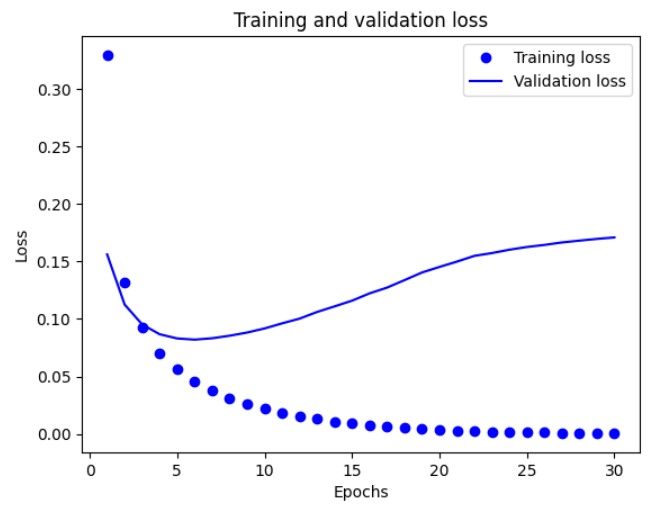 Training and validation loss
Training loss
Validation loss
0.30
0.25
0.20
0.15
0.10
0.05
0.00
Loss
0 5 10 15 20 25 30
Epochs